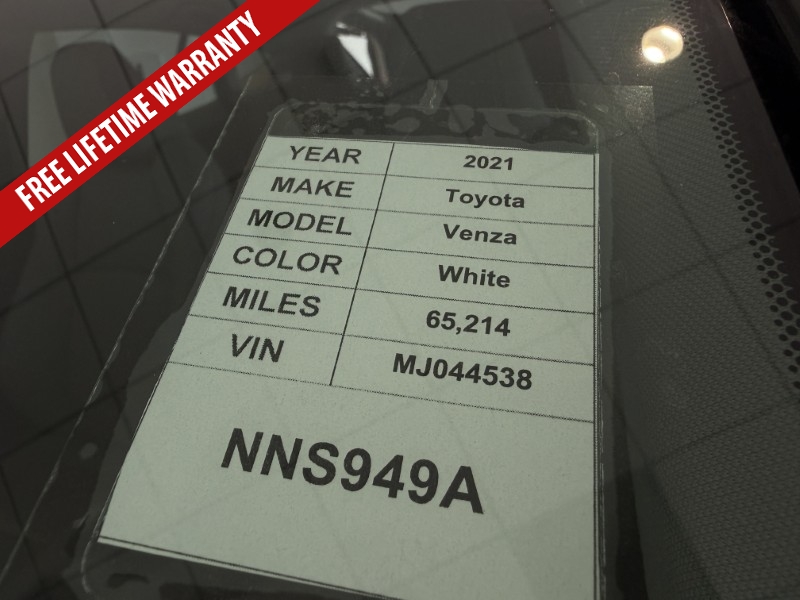 FREE LIFETIME WARRANTY
YEAR 2021
MAKE Toyota
MODEL Venza
COLOR White
MILES 65,214
VIN MJ044538
NNS949A